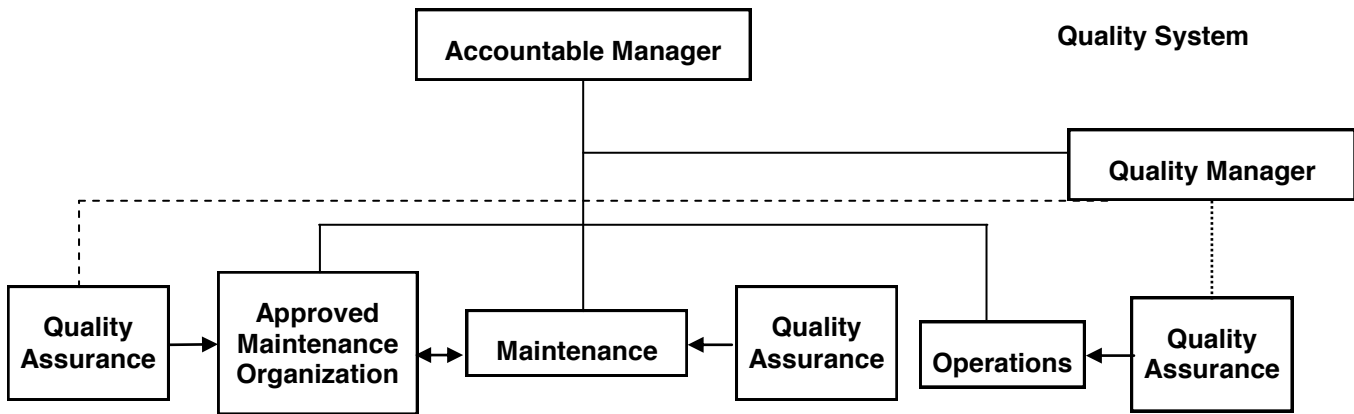 Accountable Manager
Quality System
Quality Manager
Quality
Assurance
Approved
Maintenance
Organization
Maintenance
Quality
Assurance
Operations
Quality
Assurance